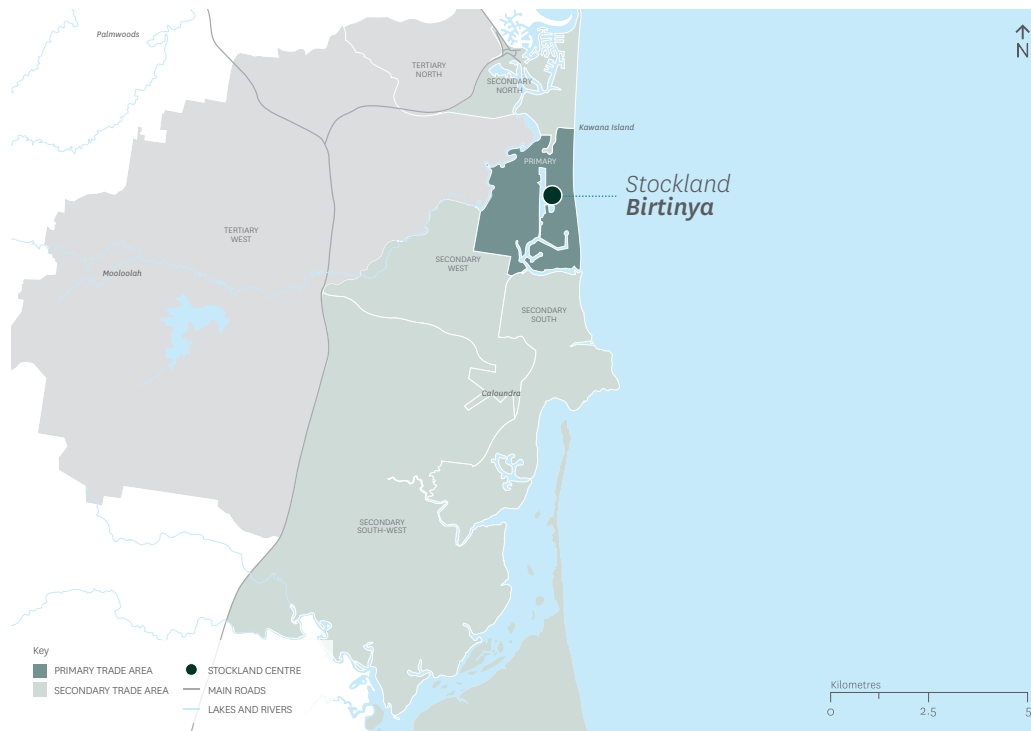 Palmwoods
↑
N
TERTIARY
NORTH
SECONDARY
NORTH
Kawana Island
PRIMARY
Stockland
Birtinya
TERTIARY
WEST
SECONDARY
WEST
Mooloolah
SECONDARY
SOUTH
Caloundra
SECONDARY
SOUTH-WEST
Key
PRIMARY TRADE AREA
SECONDARY TRADE AREA
STOCKLAND CENTRE
MAIN ROADS
LAKES AND RIVERS
Kilometres
0 2.5 5